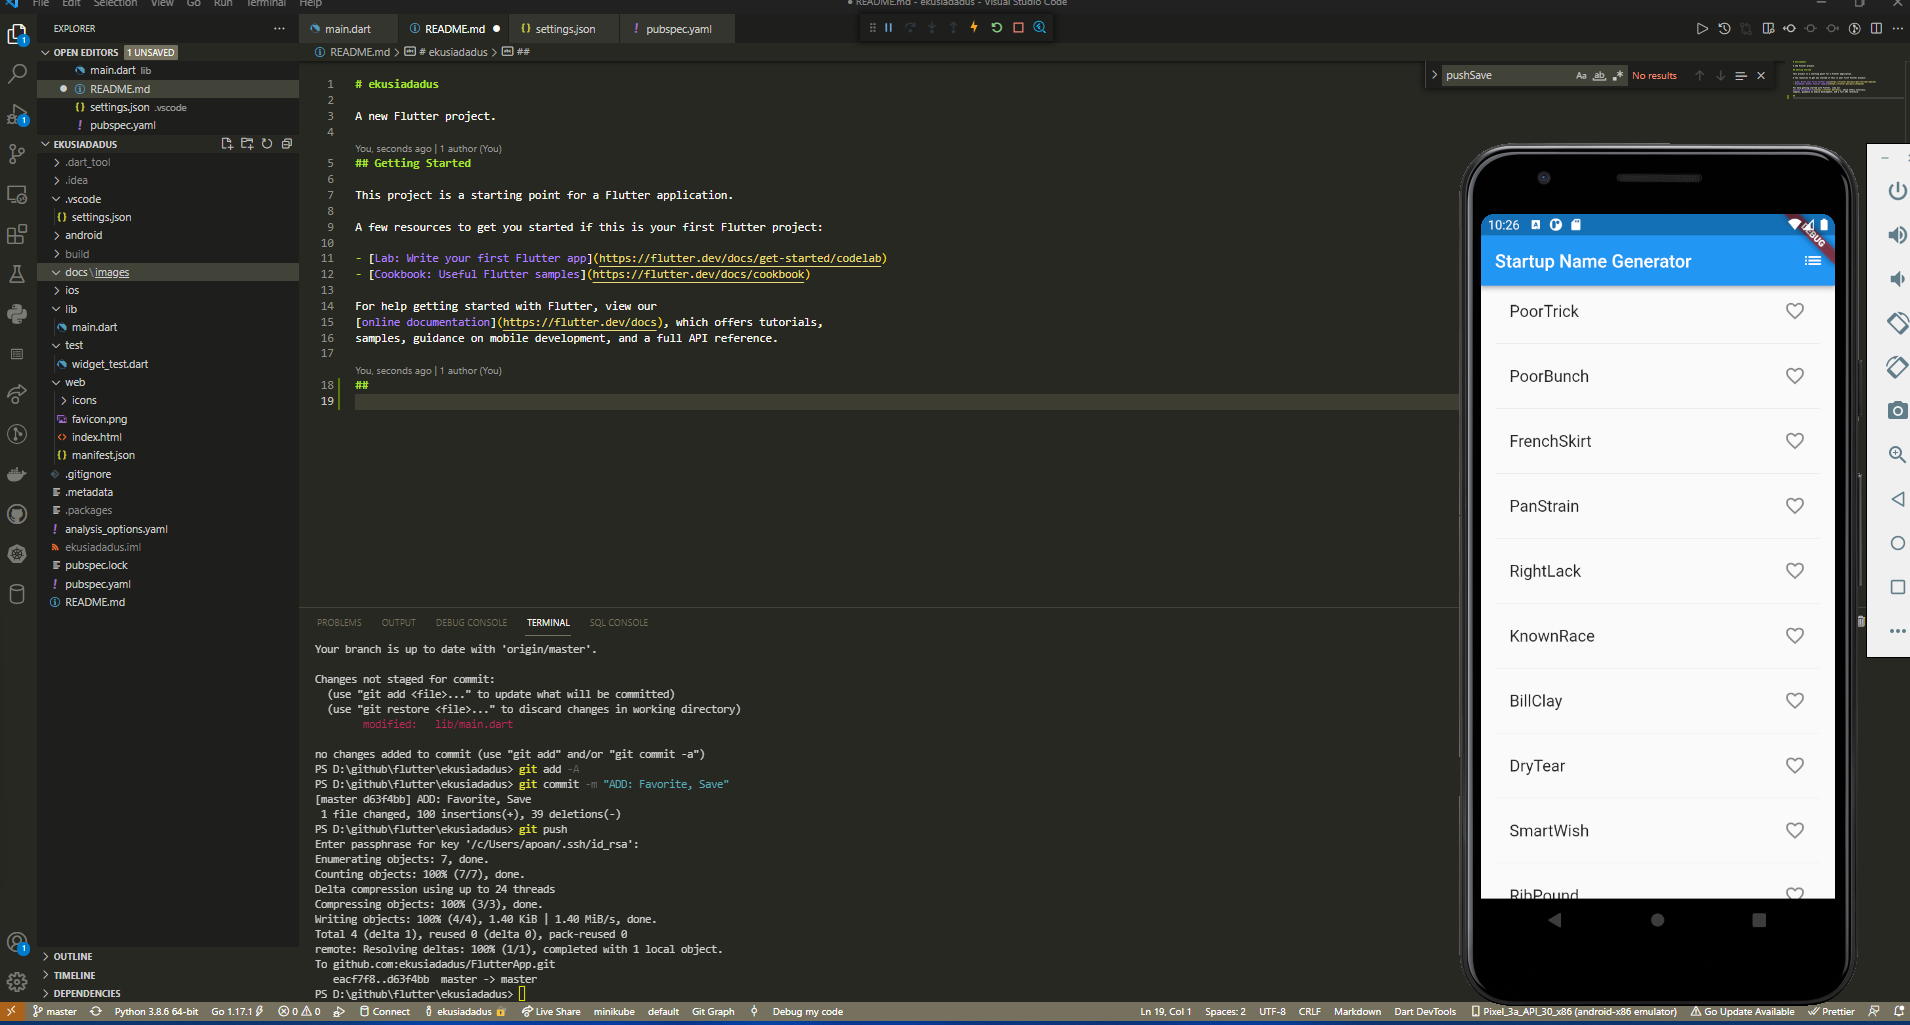 File Edit Selection View Go Run Terminal Help
● README.md - ekusiadadus - Visual Studio Code
EXPLORER
OPEN EDITORS 1 UNSAVED
main.dart lib
README.md
settings.json .vscode
pubspec.yaml
EKUSIADADUS
.dart_tool
.idea
.vscode
settings.json
android
build
docs\images
ios
lib
main.dart
test
widget_test.dart
web
icons
favicon.png
index.html
manifest.json
.gitignore
.metadata
.packages
analysis_options.yaml
ekusiadadus.iml
pubspec.lock
pubspec.yaml
README.md
OUTLINE
TIMELINE
DEPENDENCIES
main.dart README.md settings.json pubspec.yaml
README.md > # ekusiadadus > ##
pushSave Aa ab No results
1 # ekusiadadus
2
3 A new Flutter project.
4
You, seconds ago | 1 author (You)
5 ## Getting Started
6
7 This project is a starting point for a Flutter application.
8
9 A few resources to get you started if this is your first Flutter project:
10
11 - [Lab: Write your first Flutter app](https://flutter.dev/docs/get-started/codelab)
12 - [Cookbook: Useful Flutter samples](https://flutter.dev/docs/cookbook)
13
14 For help getting started with Flutter, view our
15 [online documentation](https://flutter.dev/docs), which offers tutorials,
16 samples, guidance on mobile development, and a full API reference.
17
You, seconds ago | 1 author (You)
18 ##
19
PROBLEMS OUTPUT DEBUG CONSOLE TERMINAL SQL CONSOLE
Your branch is up to date with 'origin/master'.
Changes not staged for commit:
(use "git add <file>..." to update what will be committed)
(use "git restore <file>..." to discard changes in working directory)
modified: lib/main.dart
no changes added to commit (use "git add" and/or "git commit -a")
PS D:\github\flutter\ekusiadadus> git add -A
PS D:\github\flutter\ekusiadadus> git commit -m "ADD: Favorite, Save"
[master d63f4bb] ADD: Favorite, Save
1 file changed, 100 insertions(+), 39 deletions(-)
PS D:\github\flutter\ekusiadadus> git push
Enter passphrase for key '/c/Users/apoan/.ssh/id_rsa':
Enumerating objects: 7, done.
Counting objects: 100% (7/7), done.
Delta compression using up to 24 threads
Compressing objects: 100% (3/3), done.
Writing objects: 100% (4/4), 1.40 KiB | 1.40 MiB/s, done.
Total 4 (delta 1), reused 0 (delta 0), pack-reused 0
remote: Resolving deltas: 100% (1/1), completed with 1 local object.
To github.com:ekusiadadus/FlutterApp.git
eacf7f8..d63f4bb master -> master
PS D:\github\flutter\ekusiadadus>
10:26
DEBUG
Startup Name Generator
PoorTrick
PoorBunch
FrenchSkirt
PanStrain
RightLack
KnownRace
BillClay
DryTear
SmartWish
RibPound
master Python 3.8.6 64-bit Go 1.17.1 0 0 Connect ekusiadadus Live Share minikube default Git Graph Debug my code Ln 19, Col 1 Spaces: 2 UTF-8 CRLF Markdown Dart DevTools Pixel_3a_API_30_x86 (android-x86 emulator) Go Update Available Prettier